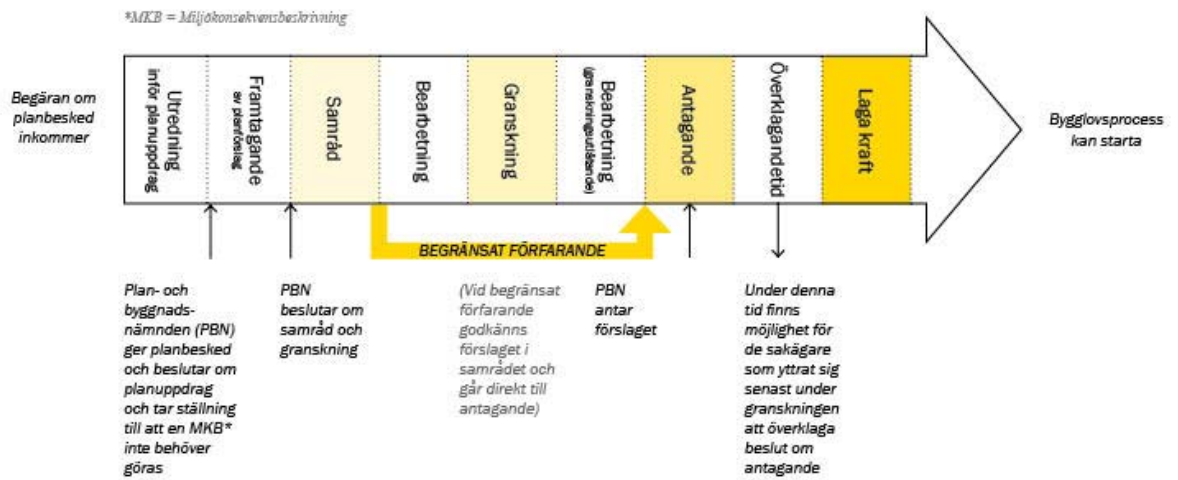 *MKB = Miljökonsekvensbeskrivning
Begäran om
planbesked
inkommer
Utredning
inför planuppdrag
Framtagande
av planförslag
Samråd
Bearbetning
Granskning
Bearbetning
(granskningsutlåtande)
Antagande
Överklagandetid
Laga kraft
Bygglovsprocess
kan starta
BEGRÄNSAT FÖRFARANDE
Plan- och
byggnads-
nämnden (PBN)
ger planbesked
och beslutar om
planuppdrag
och tar ställning
till att en MKB*
inte behöver
göras
PBN
beslutar om
samråd och
granskning
(Vid begränsat
förfarande
godkänns
förslaget i
samrådet och
går direkt till
antagande)
PBN
antar
förslaget
Under denna
tid finns
möjlighet för
de sakägare
som yttrat sig
senast under
granskningen
att överklaga
beslut om
antagande